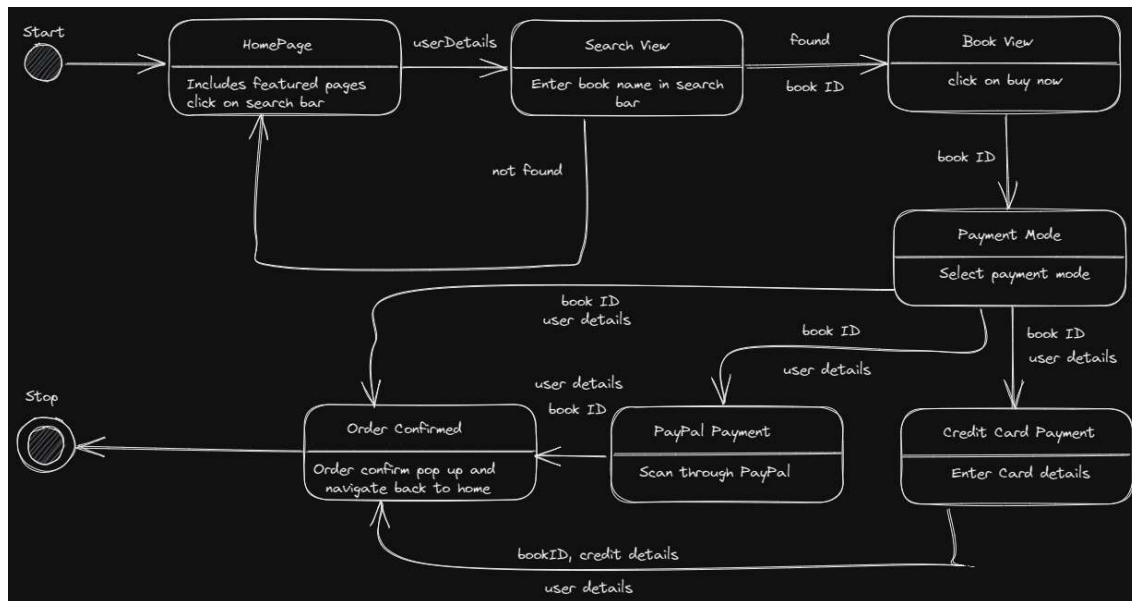 Start
HomePage
Includes featured pages
click on search bar
userDetails
Search View
Enter book name in search
bar
found
book ID
Book View
click on buy now
not found
book ID
Payment Mode
Select payment mode
book ID
user details
book ID
user details
book ID
user details
Stop
user details
book ID
Order Confirmed
Order confirm pop up and
navigate back to home
PayPal Payment
Scan through PayPal
Credit Card Payment
Enter Card details
bookID, credit details
user details